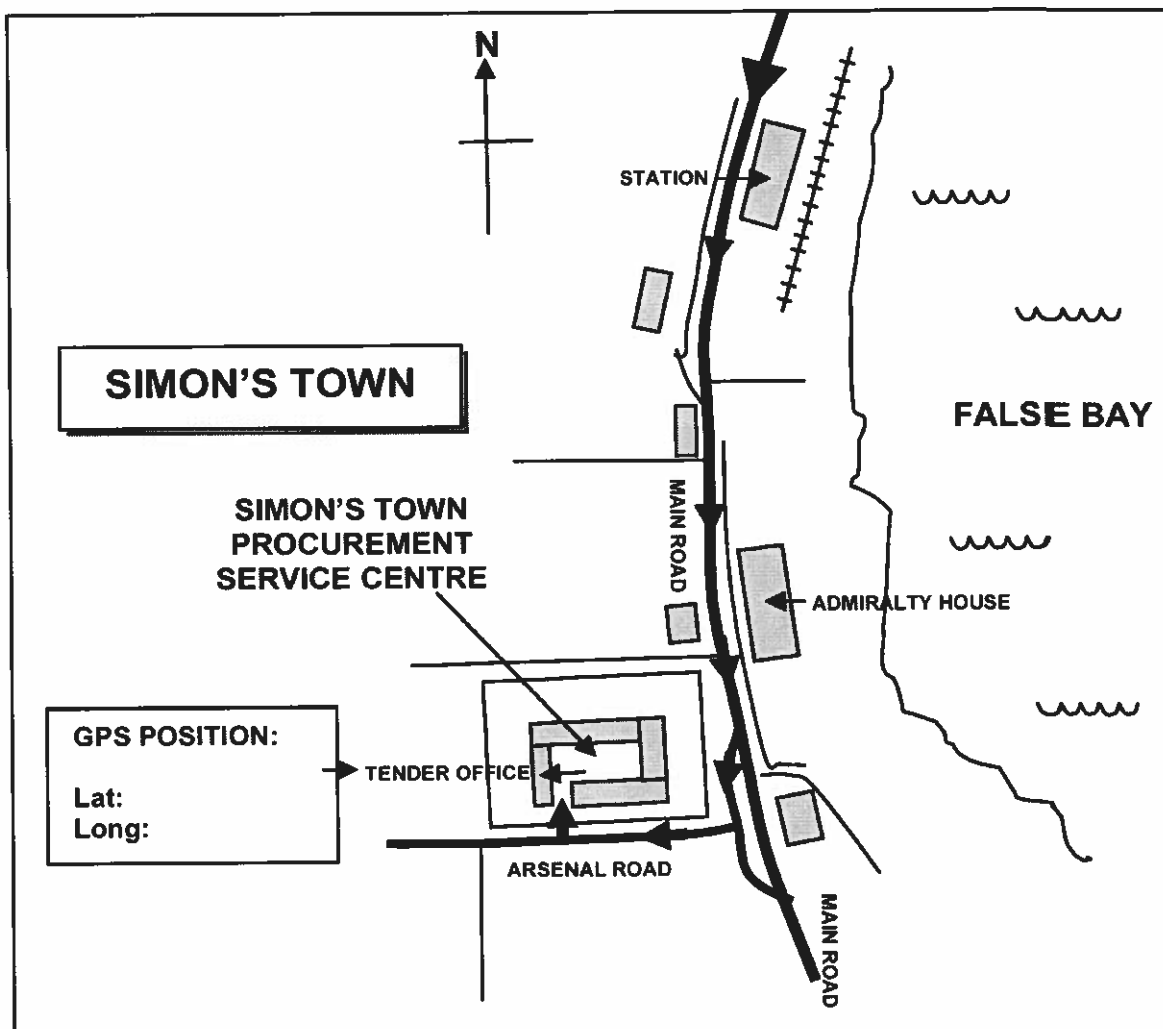 N
STATION
SIMON'S TOWN
FALSE BAY
MAIN ROAD
SIMON'S TOWN
PROCUREMENT
SERVICE CENTRE
ADMIRALTY HOUSE
GPS POSITION:
Lat:
Long:
TENDER OFFICE
ARSENAL ROAD
MAIN ROAD